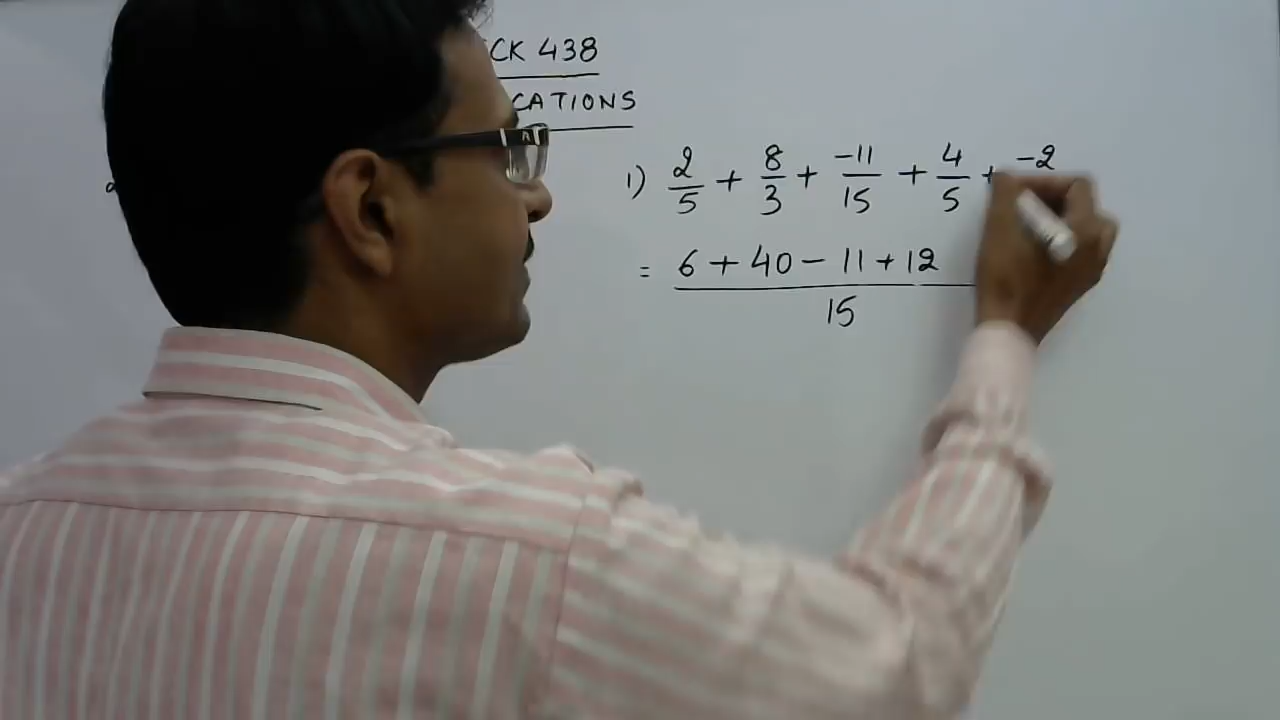 CK 438
CATIONS
1) 2/5 + 8/3 + -11/15 + 4/5 + -2
= 6 + 40 - 11 + 12 / 15